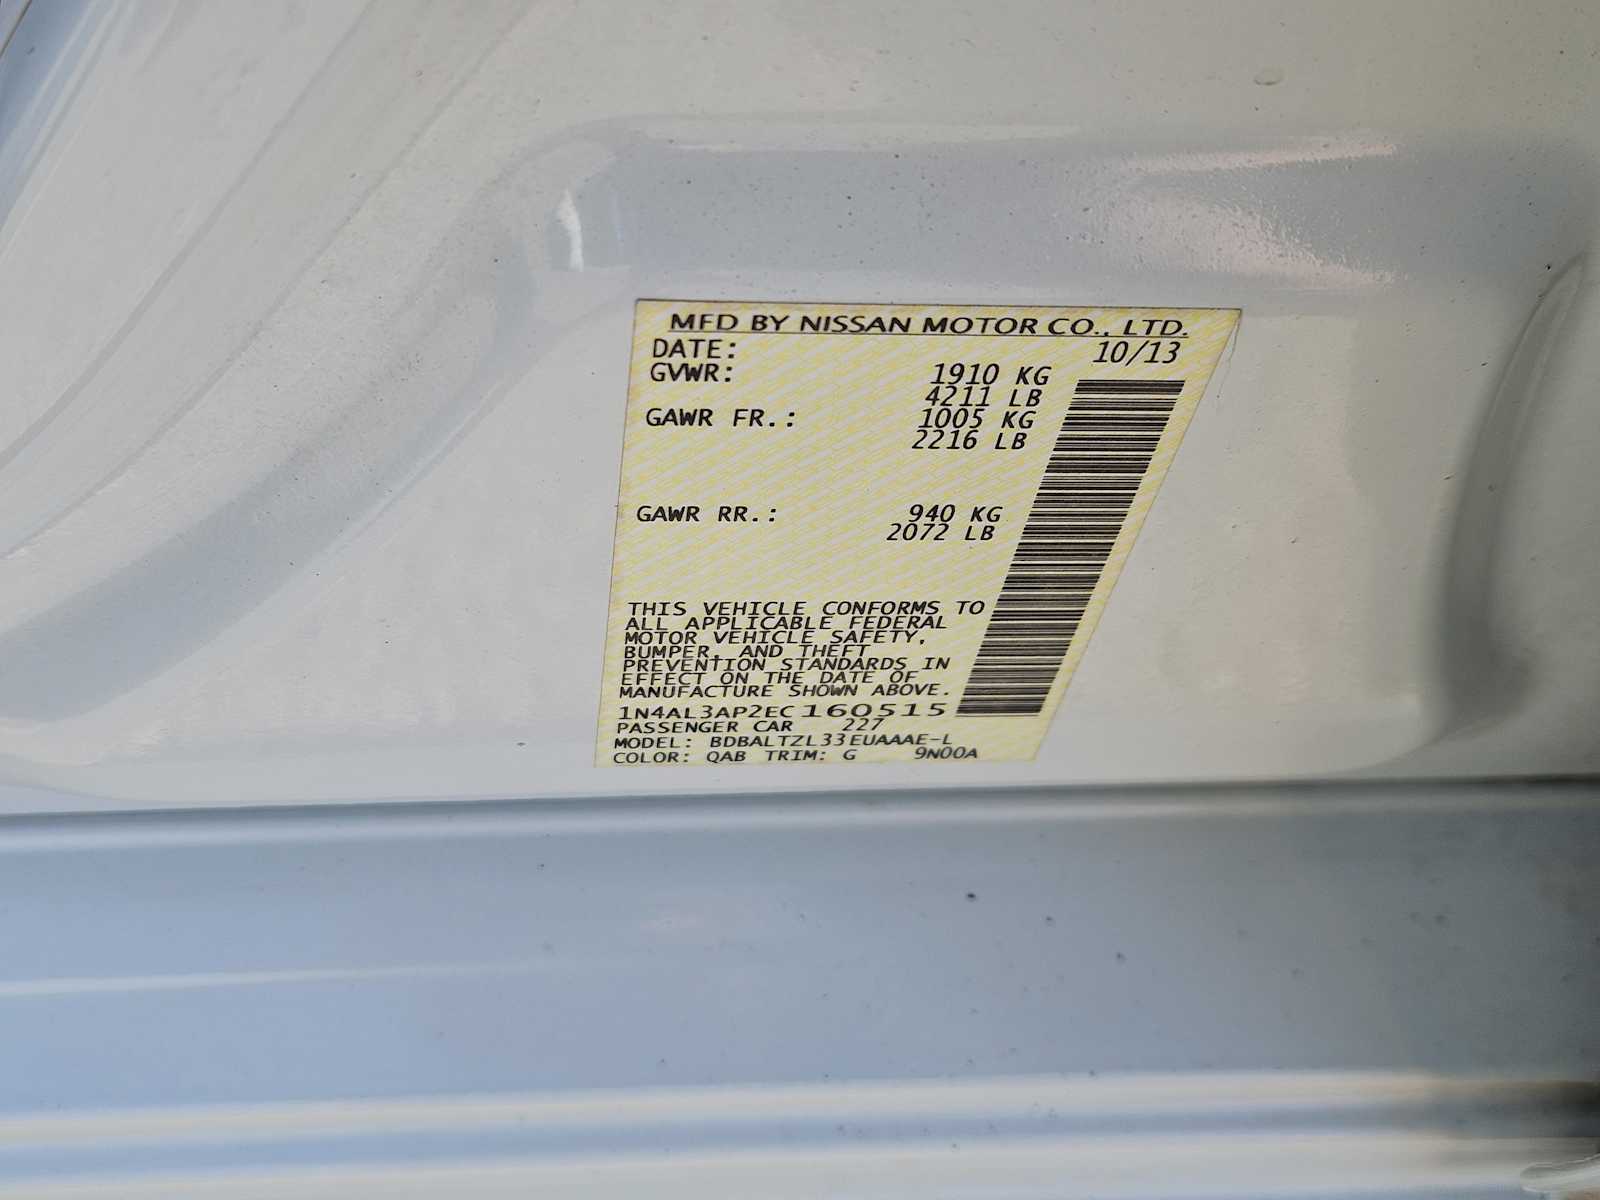 MFD BY NISSAN MOTOR CO., LTD.
DATE: 10/13
GVWR: 1910 KG
4211 LB
GAWR FR.: 1005 KG
2216 LB
GAWR RR.: 940 KG
2072 LB
THIS VEHICLE CONFORMS TO
ALL APPLICABLE FEDERAL
MOTOR VEHICLE SAFETY,
BUMPER, AND THEFT
PREVENTION STANDARDS IN
EFFECT ON THE DATE OF
MANUFACTURE SHOWN ABOVE.
1N4AL3AP2EC160515
PASSENGER CAR 227
MODEL: BDBALTZL33EUAAAE-L
COLOR: QAB TRIM: G 9N00A